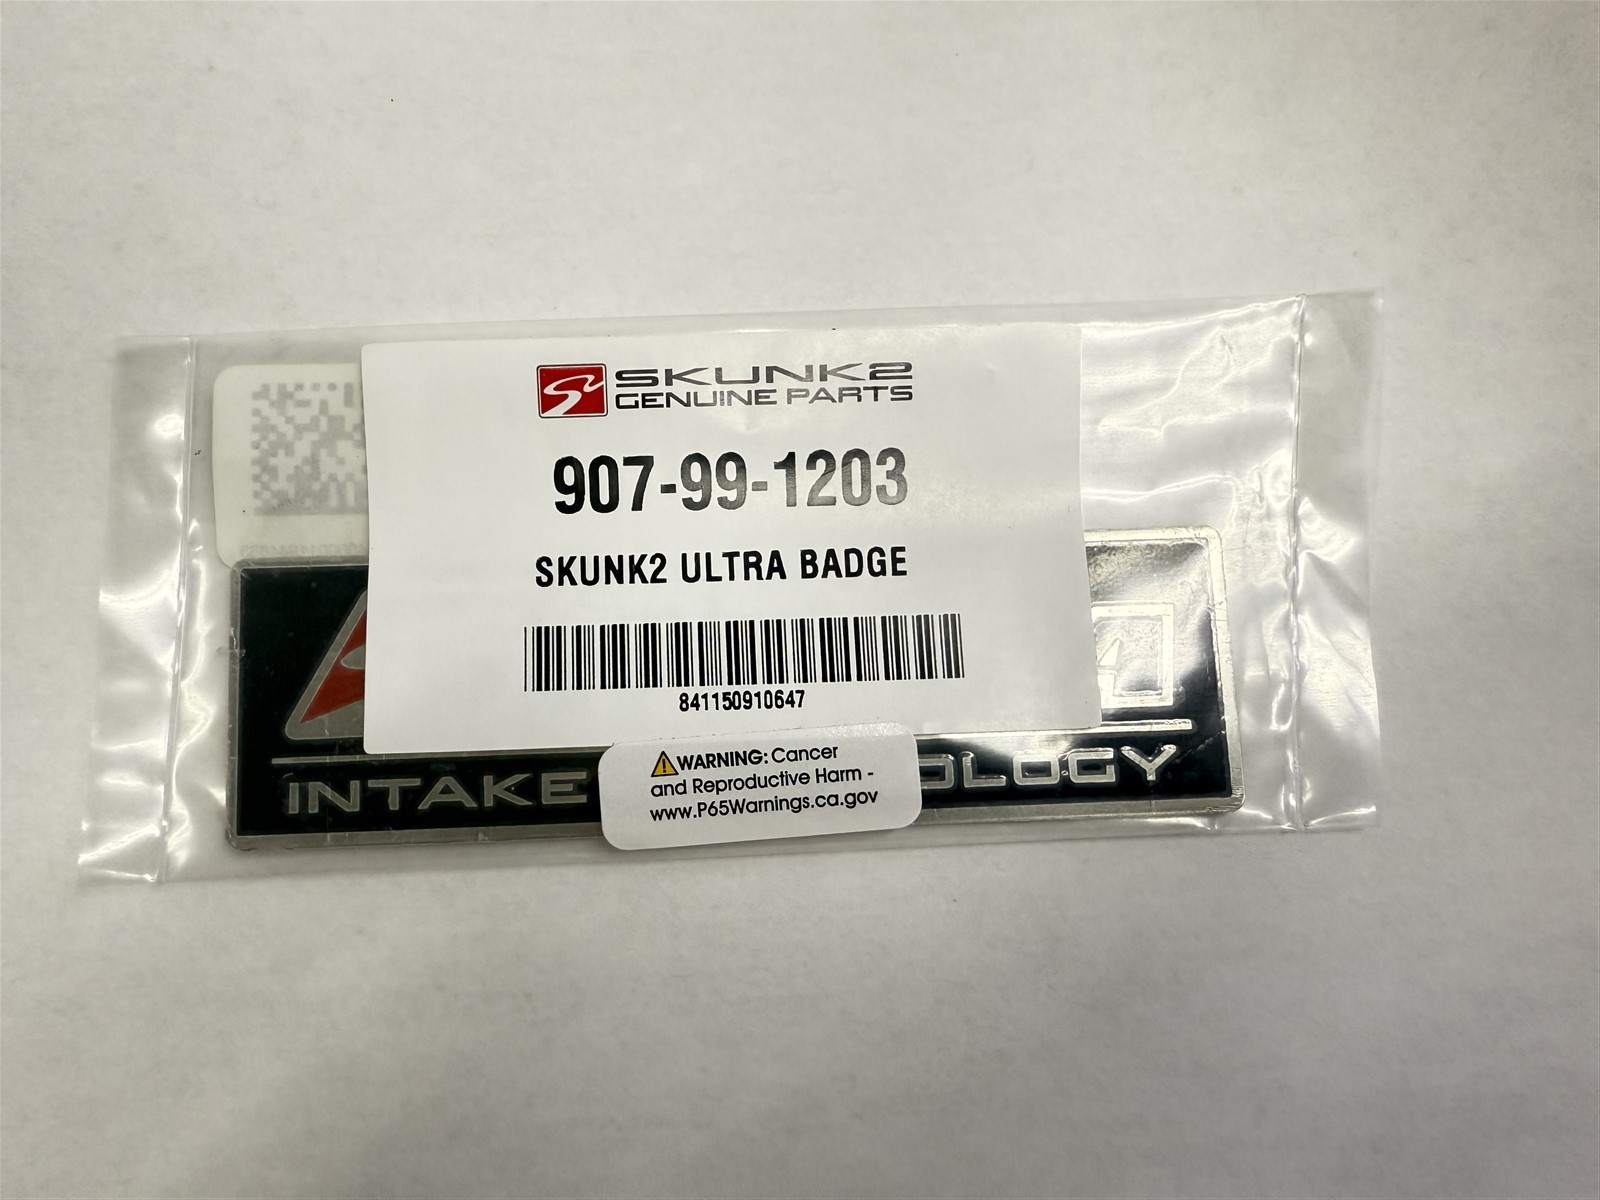 SKUNK2
GENUINE PARTS
907-99-1203
SKUNK2 ULTRA BADGE
841150910647
INTAKE OLOGY
WARNING: Cancer
and Reproductive Harm -
www.P65Warnings.ca.gov